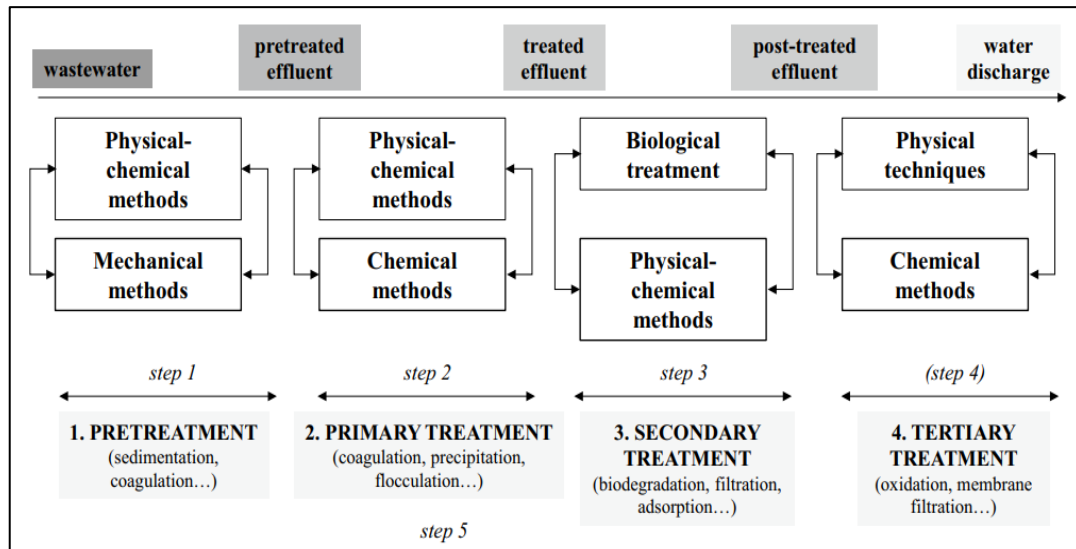 wastewater
pretreated
effluent
treated
effluent
post-treated
effluent
water
discharge
Physical-
chemical
methods
Mechanical
methods
Physical-
chemical
methods
Chemical
methods
Biological
treatment
Physical-
chemical
methods
Physical
techniques
Chemical
methods
step 1
step 2
step 3
(step 4)
1. PRETREATMENT
(sedimentation,
coagulation…)
2. PRIMARY TREATMENT
(coagulation, precipitation,
flocculation…)
3. SECONDARY
TREATMENT
(biodegradation, filtration,
adsorption…)
4. TERTIARY
TREATMENT
(oxidation, membrane
filtration…)
step 5